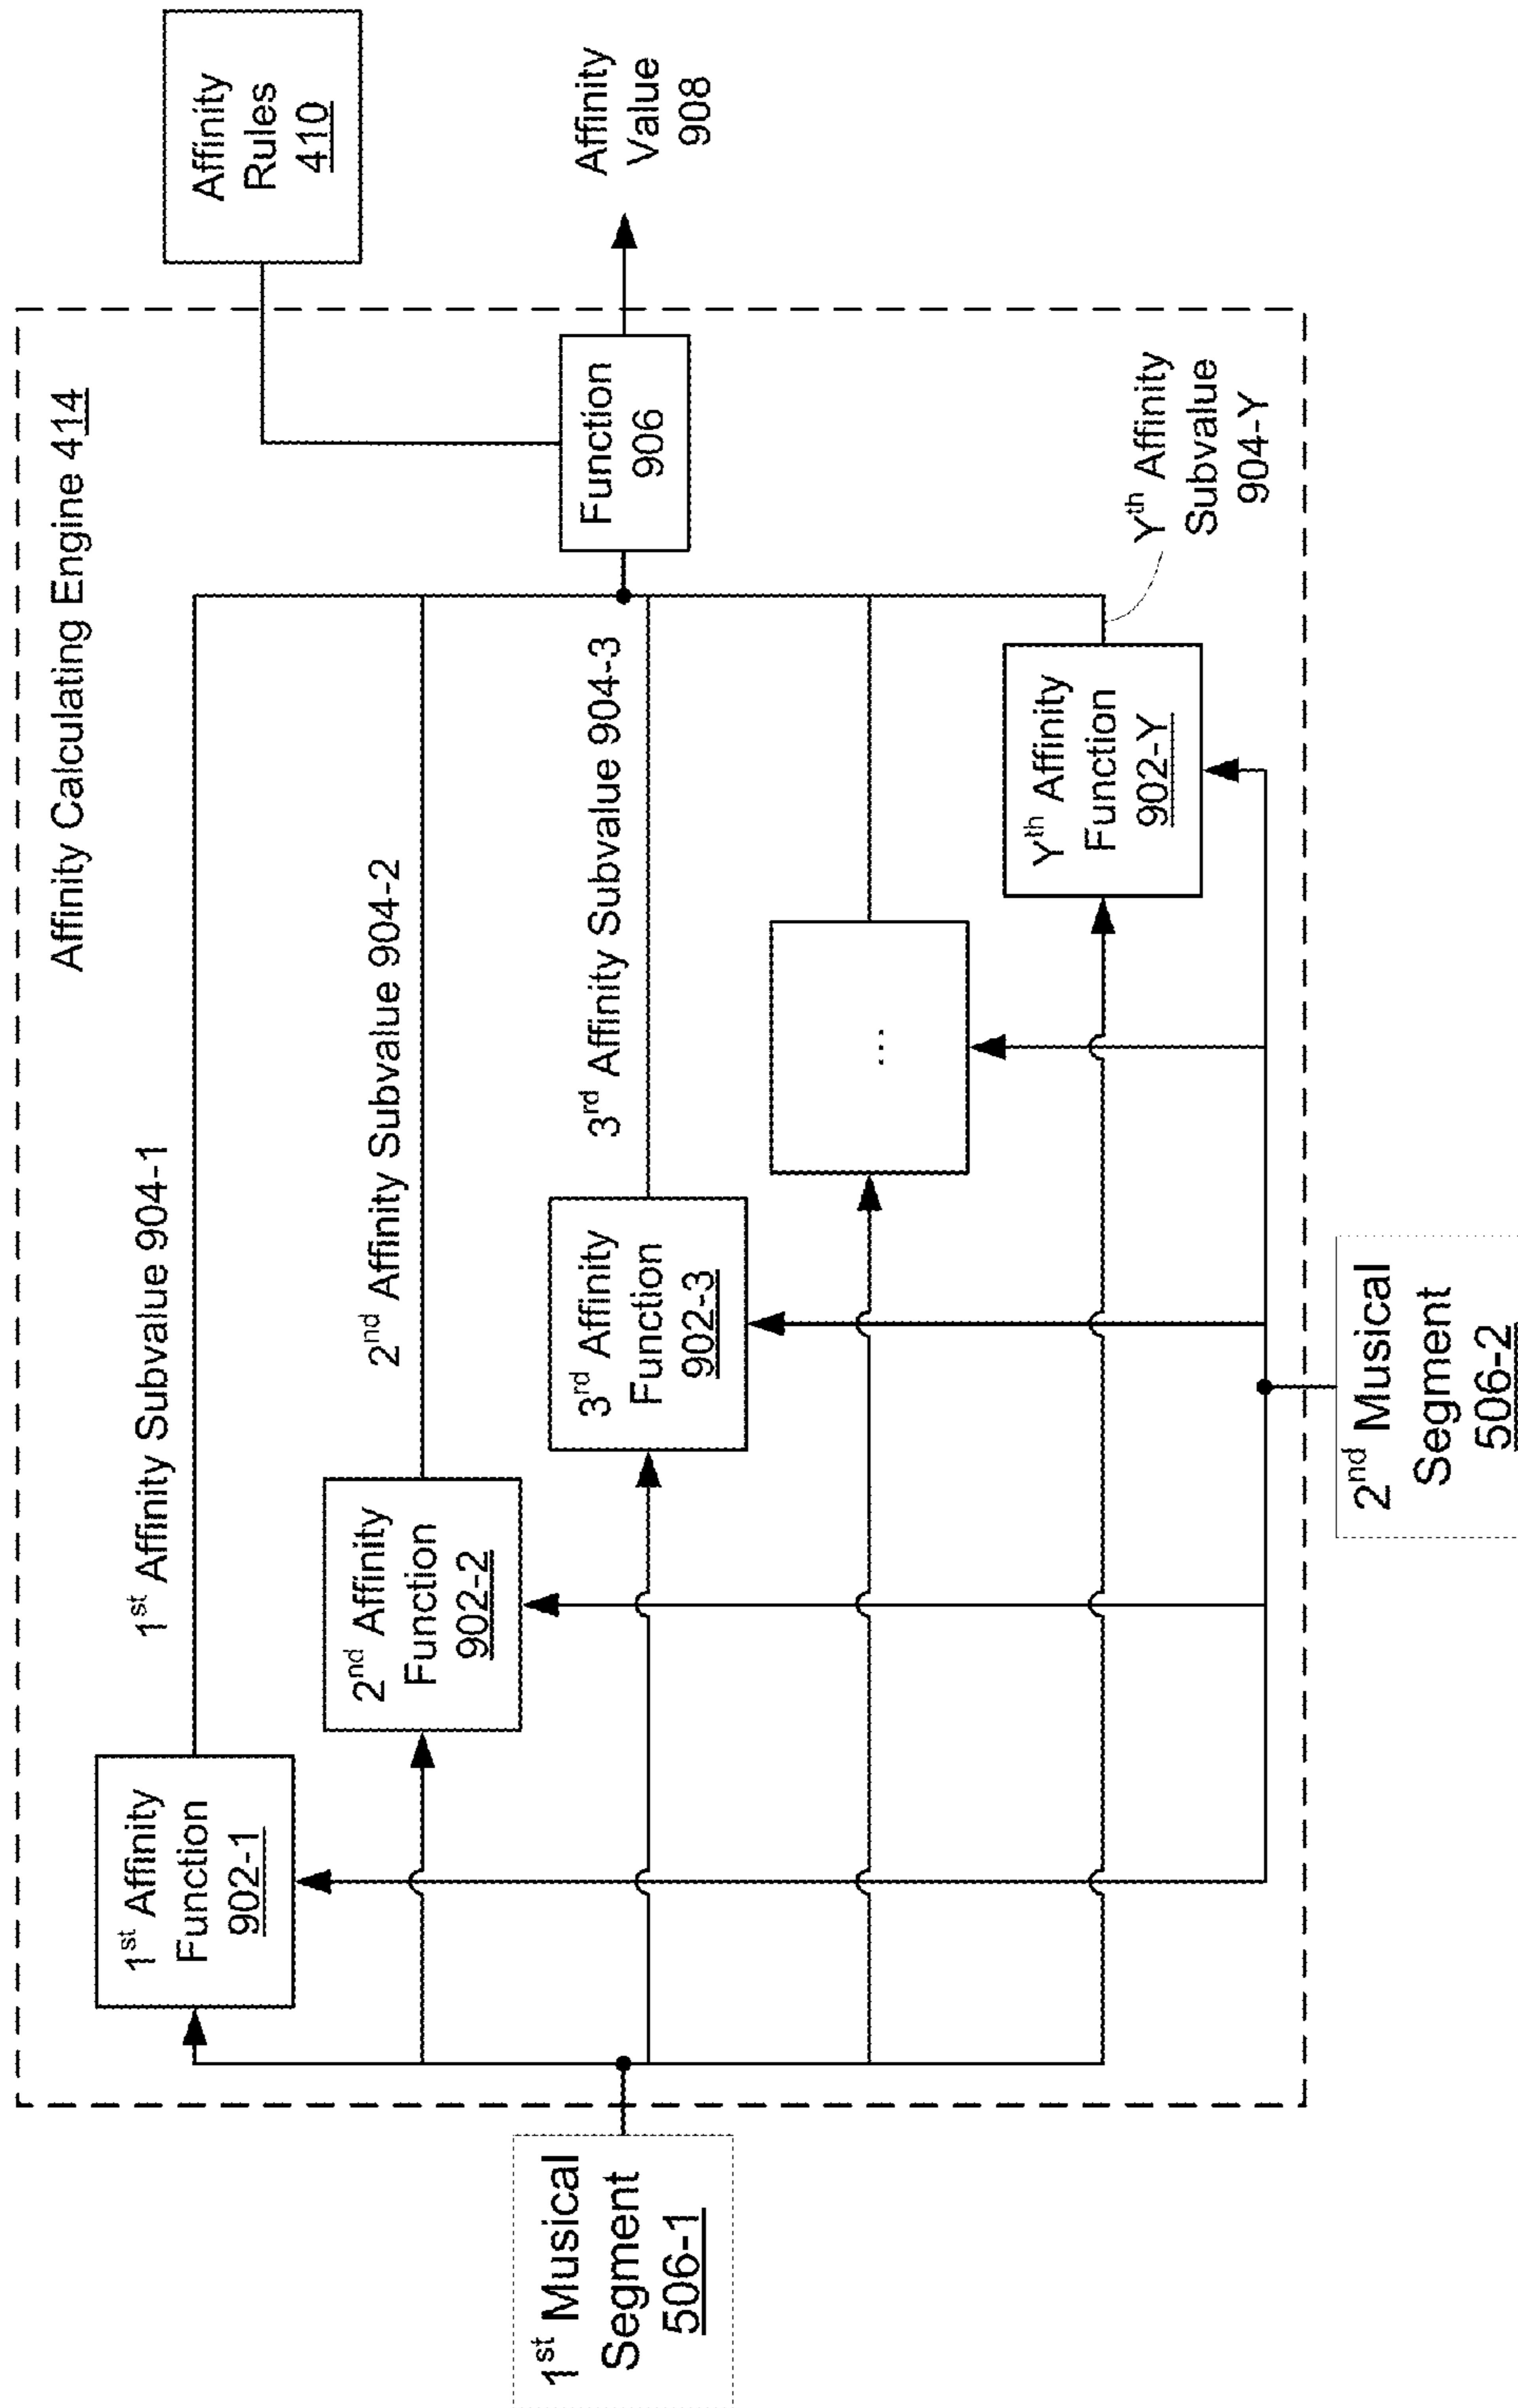 Affinity Calculating Engine 414
Affinity
Rules
410
1st Affinity
Function
902-1
1st Affinity Subvalue 904-1
2nd Affinity
Function
902-2
2nd Affinity Subvalue 904-2
1st Musical
Segment
506-1
3rd Affinity
Function
902-3
3rd Affinity Subvalue 904-3
Function
906
Affinity
Value
908
...
Yth Affinity
Function
902-Y
Yth Affinity
Subvalue
904-Y
2nd Musical
Segment
506-2